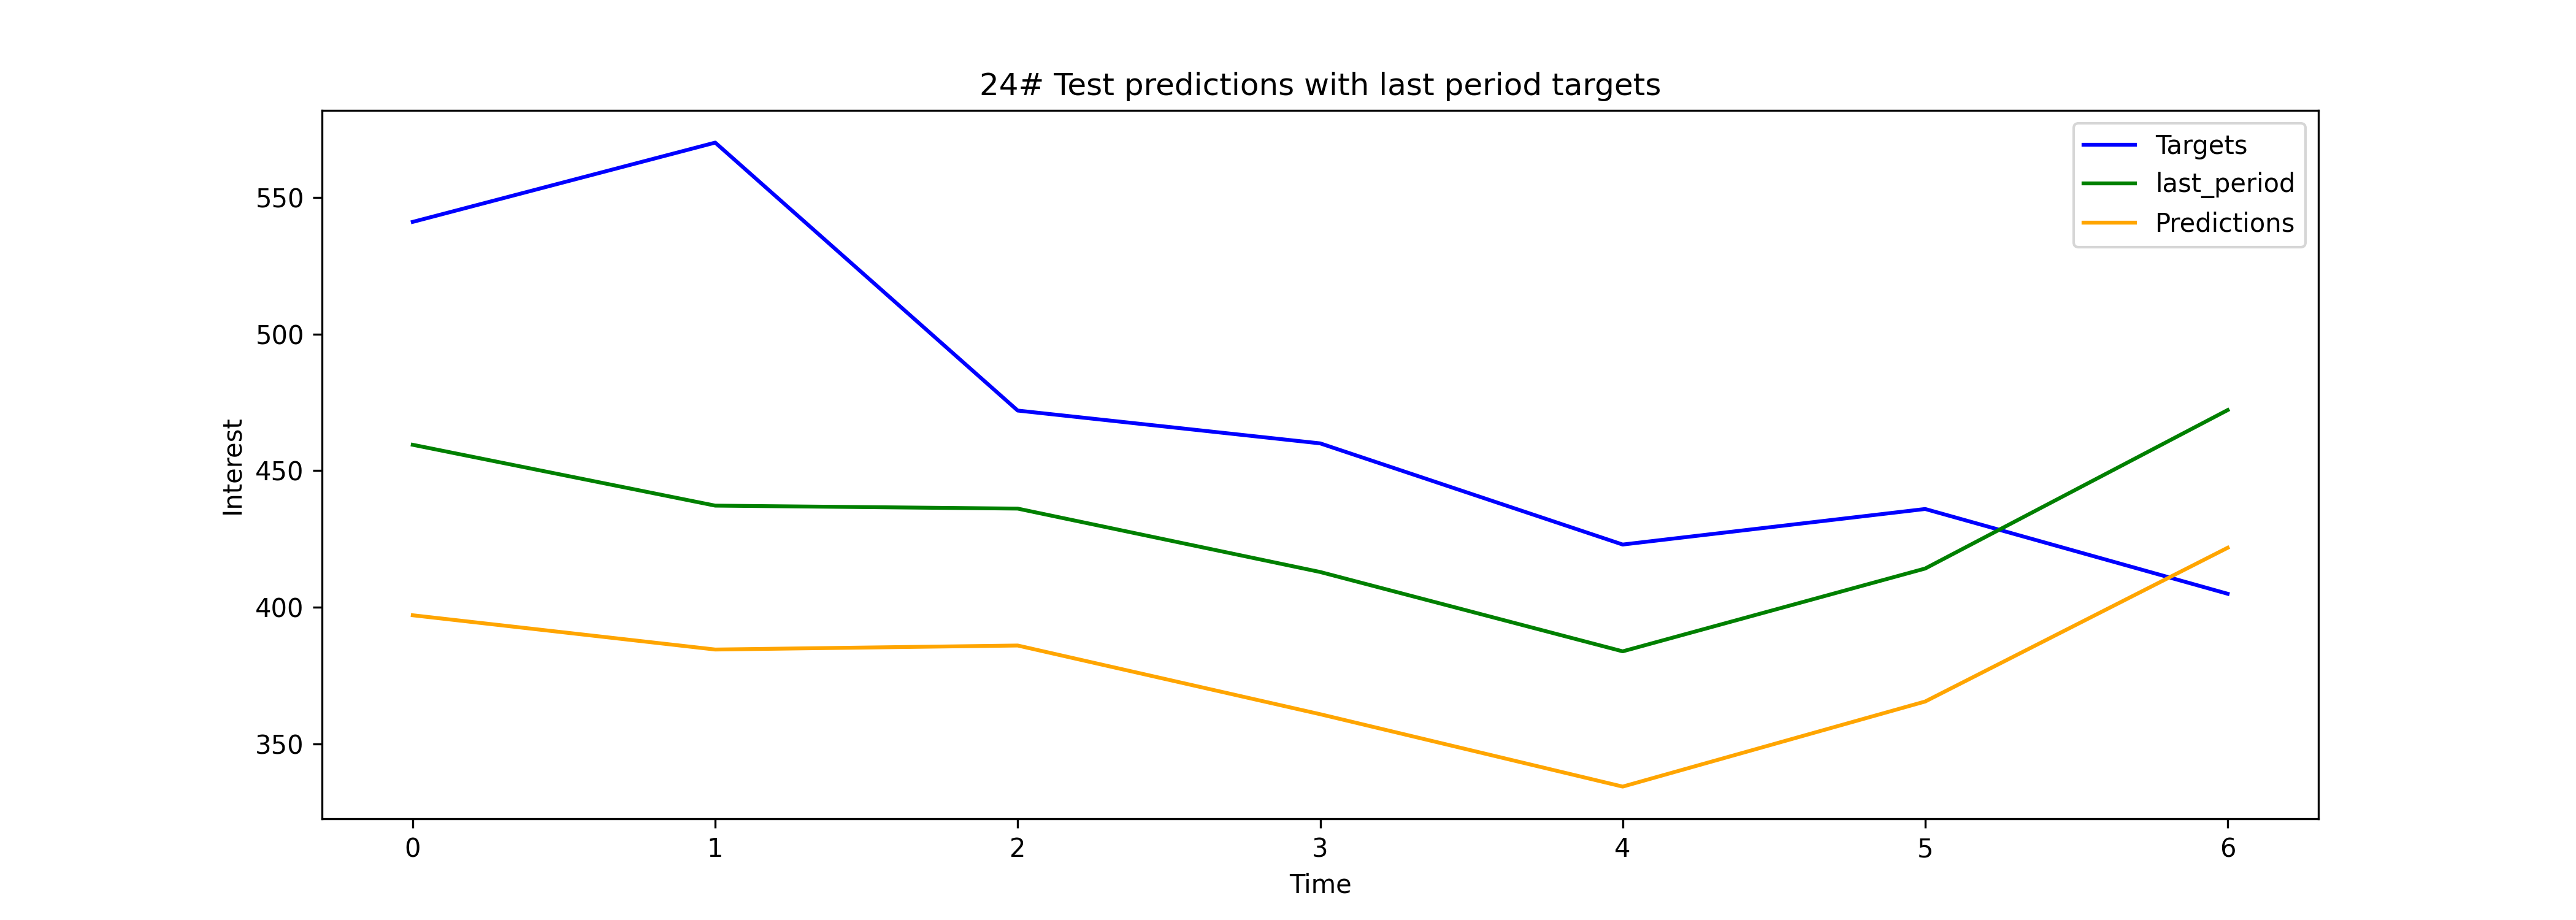 24# Test predictions with last period targets
Targets
last_period
Predictions
550
500
450
400
350
Interest
0 1 2 3 4 5 6
Time